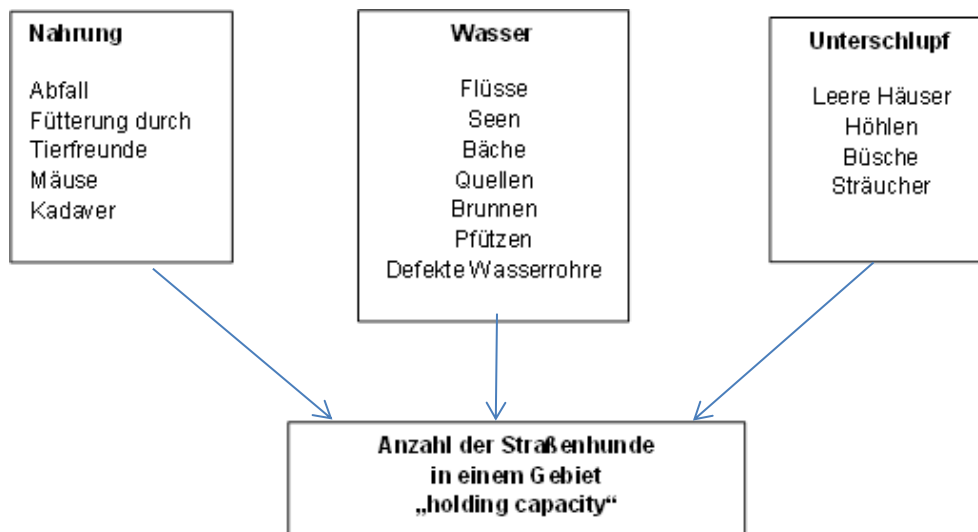 Nahrung
Abfall
Fütterung durch
Tierfreunde
Mäuse
Kadaver
Wasser
Flüsse
Seen
Bäche
Quellen
Brunnen
Pfützen
Defekte Wasserrohre
Unterschlupf
Leere Häuser
Höhlen
Büsche
Sträucher
Anzahl der Straßenhunde
in einem Gebiet
„holding capacity“